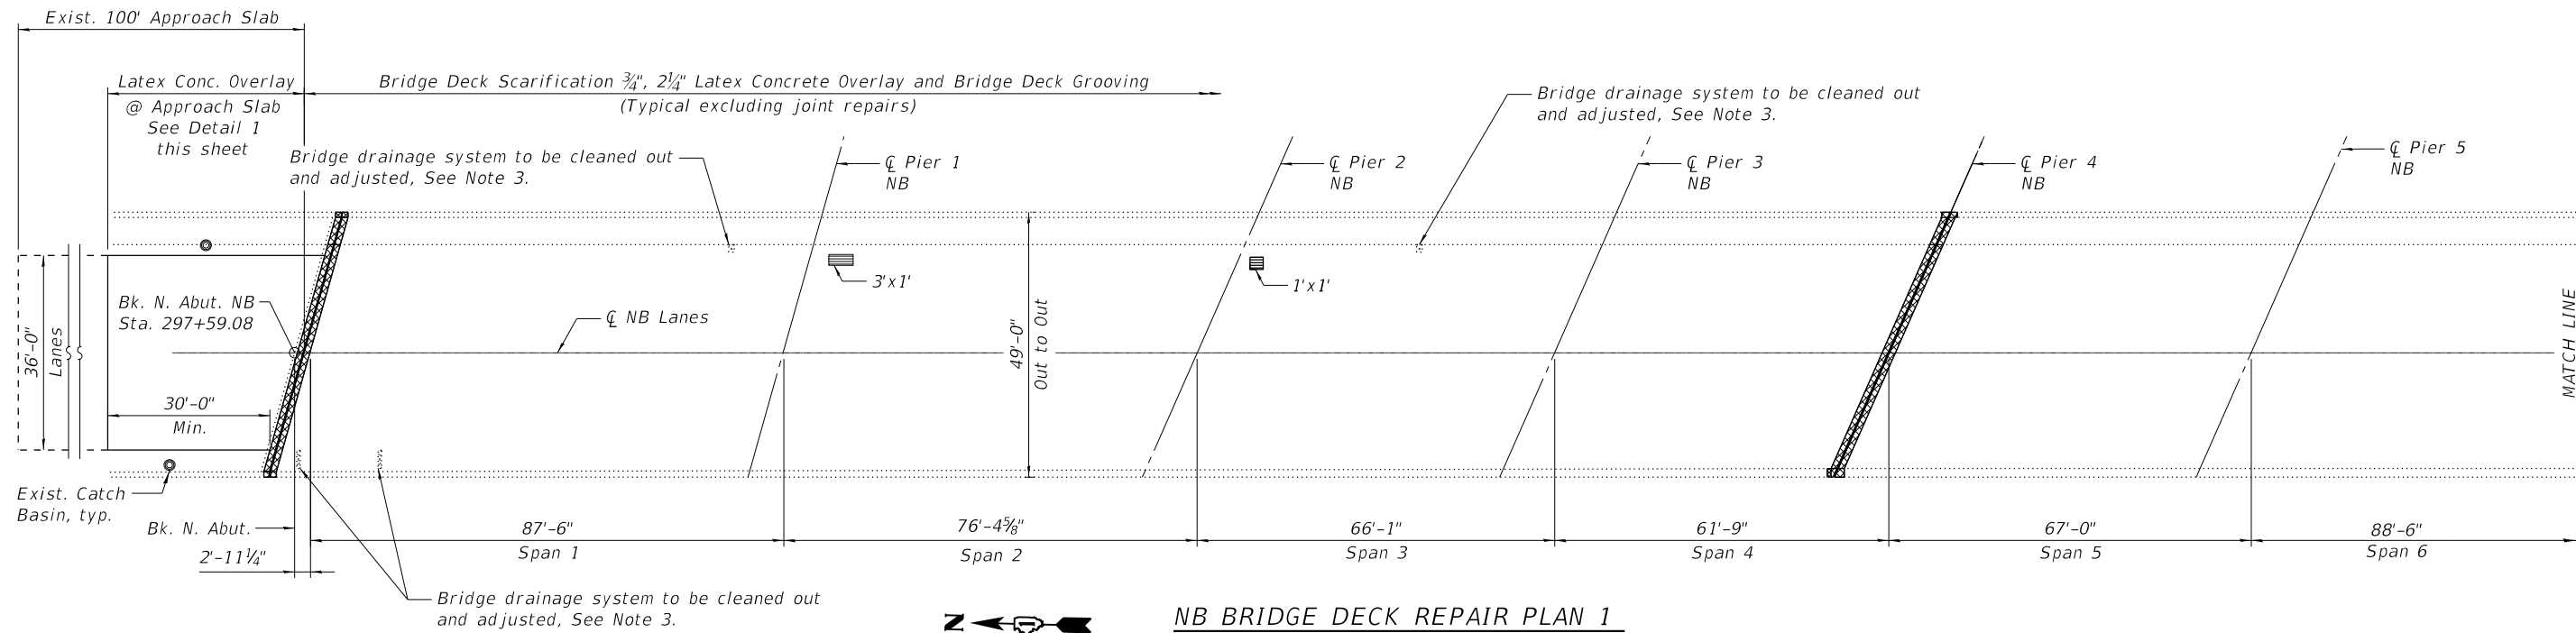 Exist. 100' Approach Slab
Latex Conc. Overlay
@ Approach Slab
See Detail 1
this sheet
Bridge Deck Scarification ¾", 2¼" Latex Concrete Overlay and Bridge Deck Grooving
(Typical excluding joint repairs)
Bridge drainage system to be cleaned out
and adjusted, See Note 3.
Bridge drainage system to be cleaned out
and adjusted, See Note 3.
℄ Pier 1
NB
℄ Pier 2
NB
℄ Pier 3
NB
℄ Pier 4
NB
℄ Pier 5
NB
3'x1'
1'x1'
Bk. N. Abut. NB
Sta. 297+59.08
℄ NB Lanes
36'-0"
Lanes
49'-0"
Out to Out
MATCH LINE
30'-0"
Min.
Exist. Catch
Basin, typ.
Bk. N. Abut.
2'-11¼"
87'-6"
Span 1
76'-4⅝"
Span 2
66'-1"
Span 3
61'-9"
Span 4
67'-0"
Span 5
88'-6"
Span 6
Bridge drainage system to be cleaned out
and adjusted, See Note 3.
N
NB BRIDGE DECK REPAIR PLAN 1